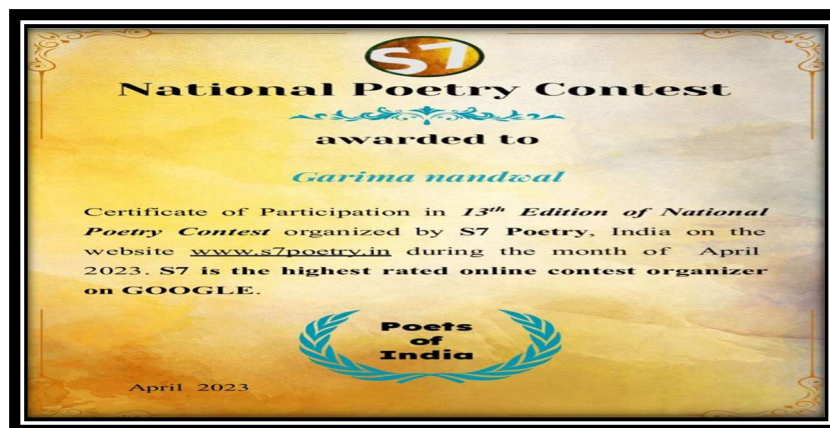 S7
National Poetry Contest
awarded to
Garima nandwal
Certificate of Participation in 13th Edition of National
Poetry Contest organized by S7 Poetry, India on the
website www.s7poetry.in during the month of April
2023. S7 is the highest rated online contest organizer
on GOOGLE.
Poets
of
India
April 2023